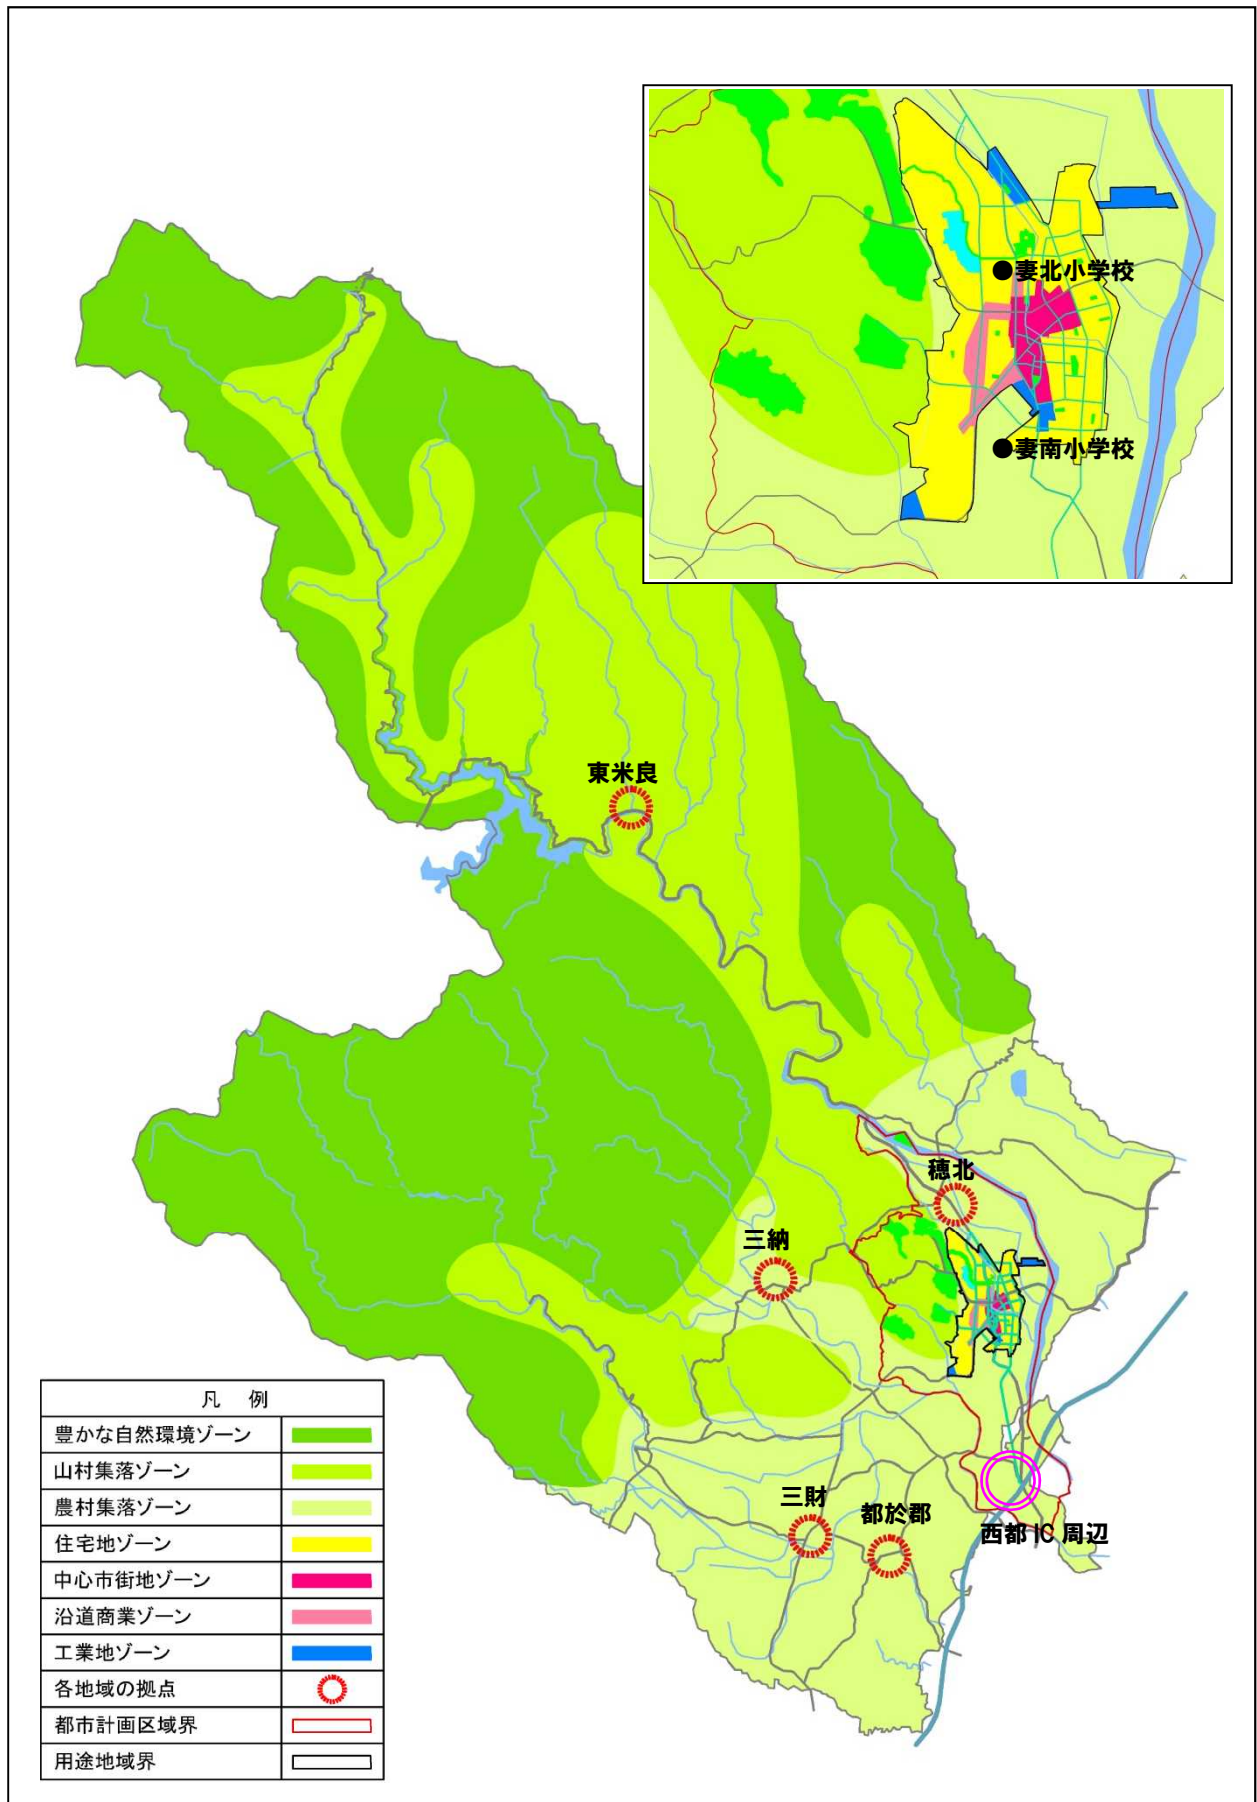 ●妻北小学校
●妻南小学校
東米良
穂北
三納
三財
都於郡
西都IC周辺
凡 例
豊かな自然環境ゾーン
山村集落ゾーン
農村集落ゾーン
住宅地ゾーン
中心市街地ゾーン
沿道商業ゾーン
工業地ゾーン
各地域の拠点
都市計画区域界
用途地域界